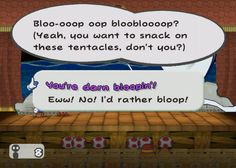 Bloo-ooop oop bloobloooop?
(Yeah, you want to snack on
these tentacles, don't you?)
You're darn bloopin'!
Eww! No! I'd rather bloop!
8